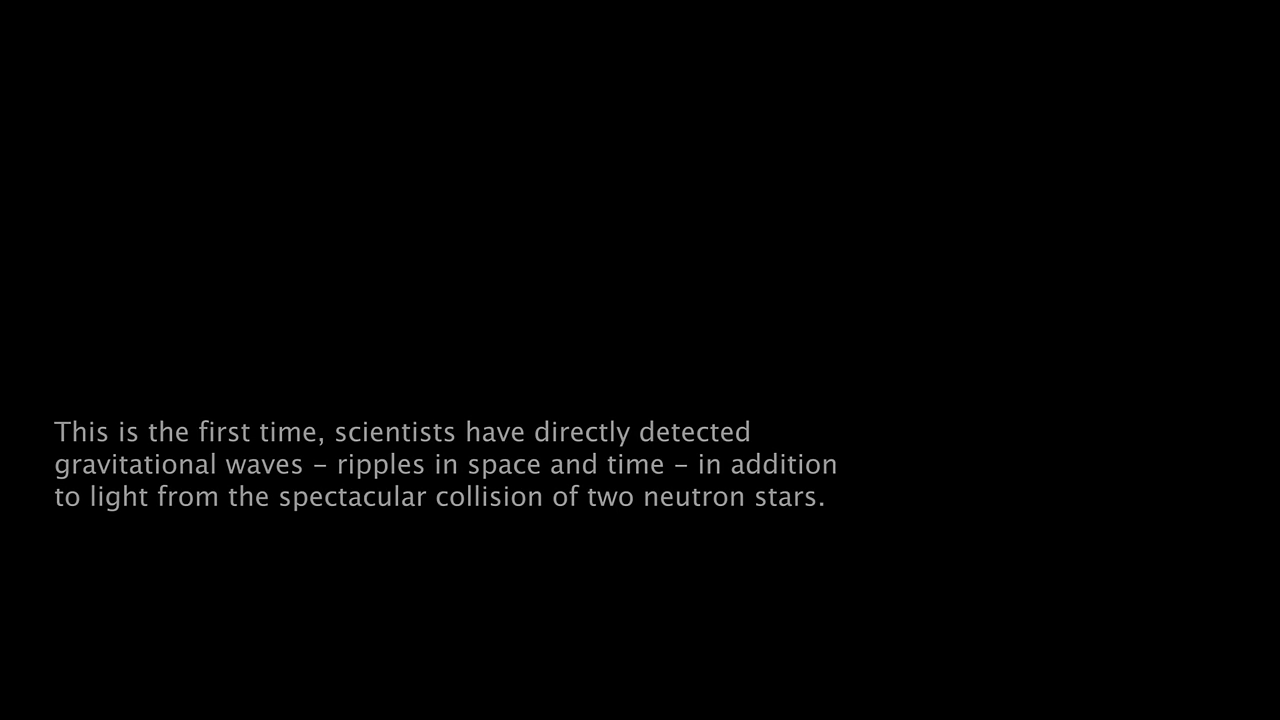 This is the first time, scientists have directly detected
gravitational waves – ripples in space and time – in addition
to light from the spectacular collision of two neutron stars.